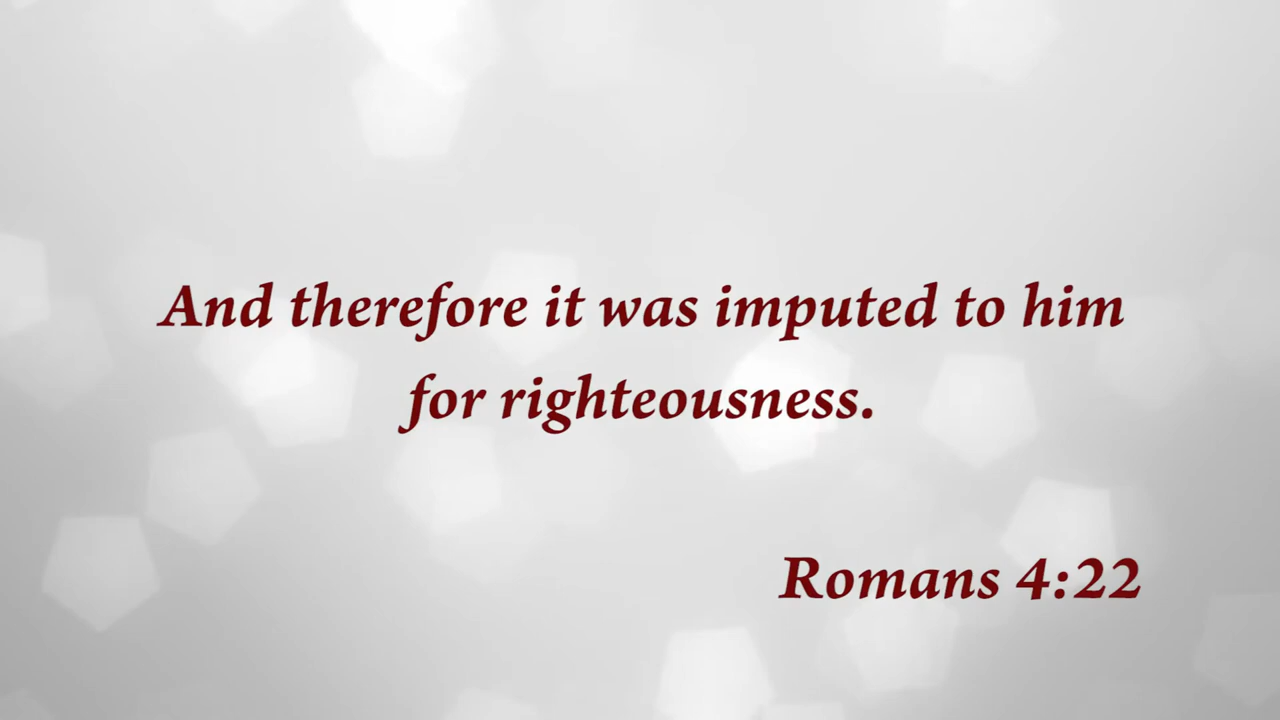 And therefore it was imputed to him
for righteousness.
Romans 4:22